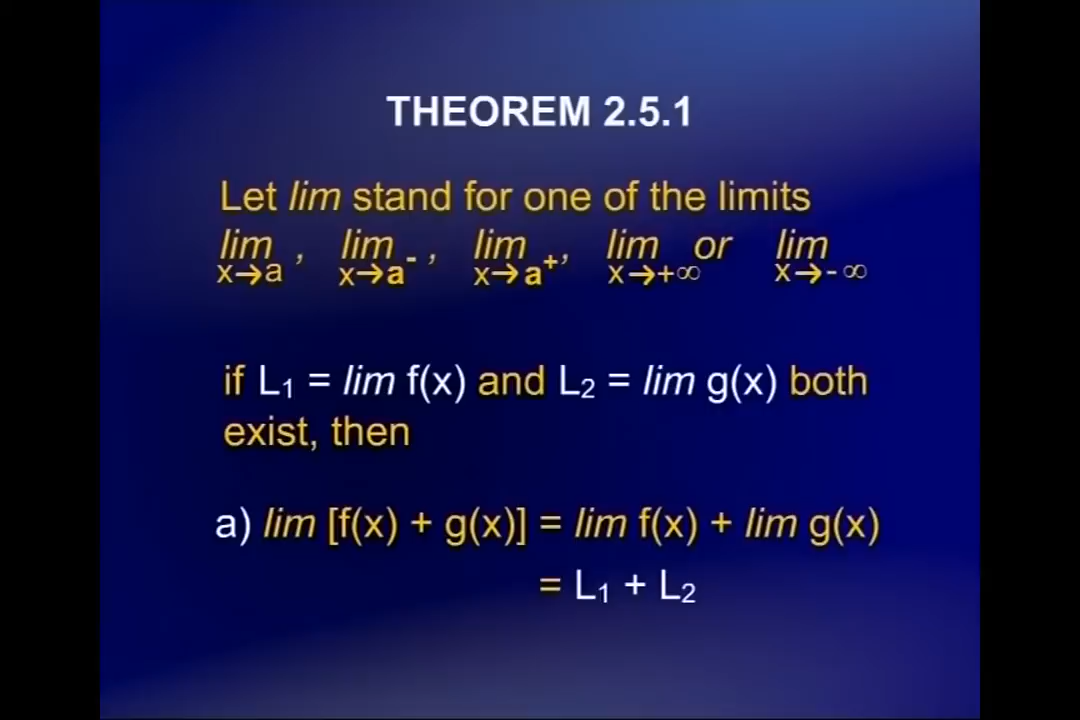 THEOREM 2.5.1
Let lim stand for one of the limits
lim , lim , lim , lim or lim
x→a x→a⁻ x→a⁺ x→+∞ x→-∞
if L₁ = lim f(x) and L₂ = lim g(x) both
exist, then
a) lim [f(x) + g(x)] = lim f(x) + lim g(x)
= L₁ + L₂